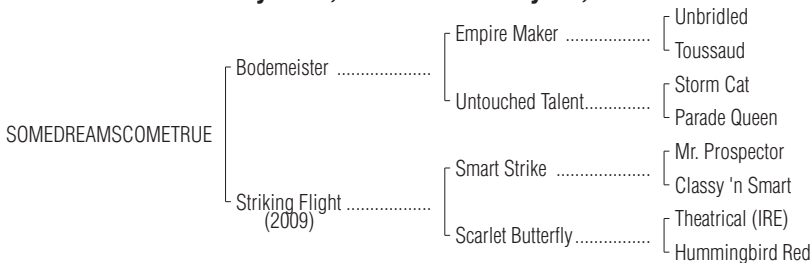 Unbridled
Empire Maker ..................
Toussaud
Bodemeister .....................
Storm Cat
Untouched Talent...............
Parade Queen
SOMEDREAMSCOMETRUE
Mr. Prospector
Smart Strike ....................
Classy 'n Smart
Striking Flight ..................
(2009)
Theatrical (IRE)
Scarlet Butterfly................
Hummingbird Red